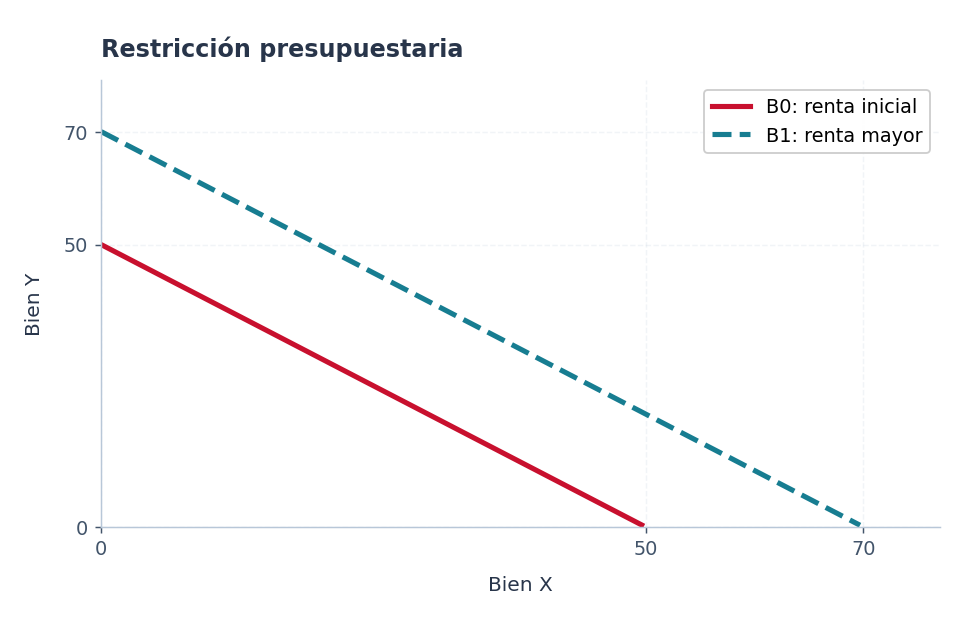 Restricción presupuestaria
B0: renta inicial
B1: renta mayor
70
50
0
Bien Y
0
50
70
Bien X